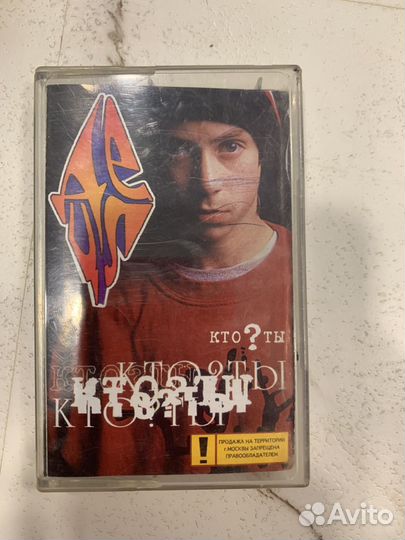 КТО?ТЫ
КТО?ТЫ
КТО?ТЫ
КТО?ТЫ
!
ПРОДАЖА НА ТЕРРИТОРИИ
г.МОСКВЫ ЗАПРЕЩЕНА
ПРАВООБЛАДАТЕЛЕМ
Avito